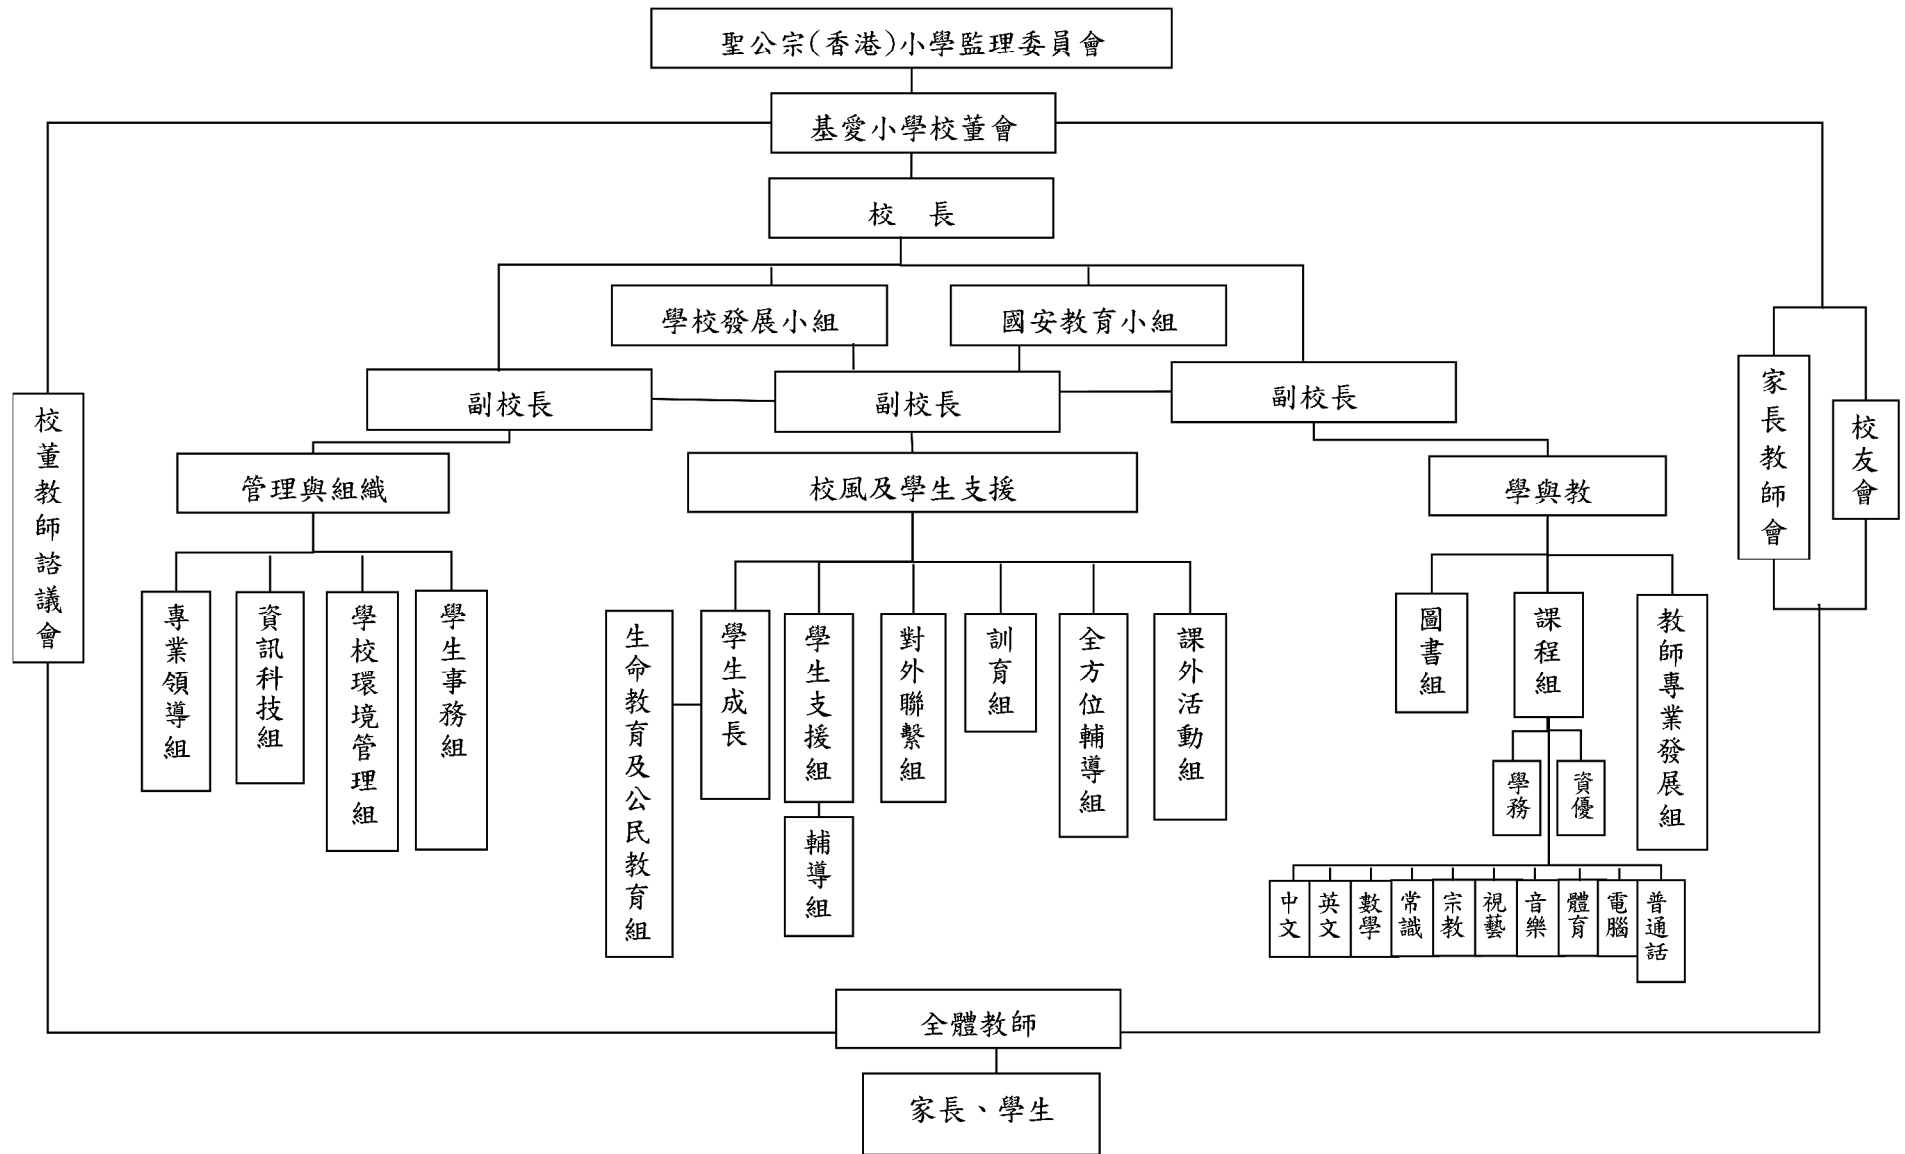 聖公宗(香港)小學監理委員會
基愛小學校董會
校　長
學校發展小組
國安教育小組
副校長
副校長
副校長
校董教師諮議會
家長教師會
校友會
管理與組織
校風及學生支援
學與教
專業領導組
資訊科技組
學校環境管理組
學生事務組
生命教育及公民教育組
學生成長
學生支援組
對外聯繫組
訓育組
全方位輔導組
課外活動組
輔導組
圖書組
課程組
教師專業發展組
學務
資優
中文
英文
數學
常識
宗教
視藝
音樂
體育
電腦
普通話
全體教師
家長、學生